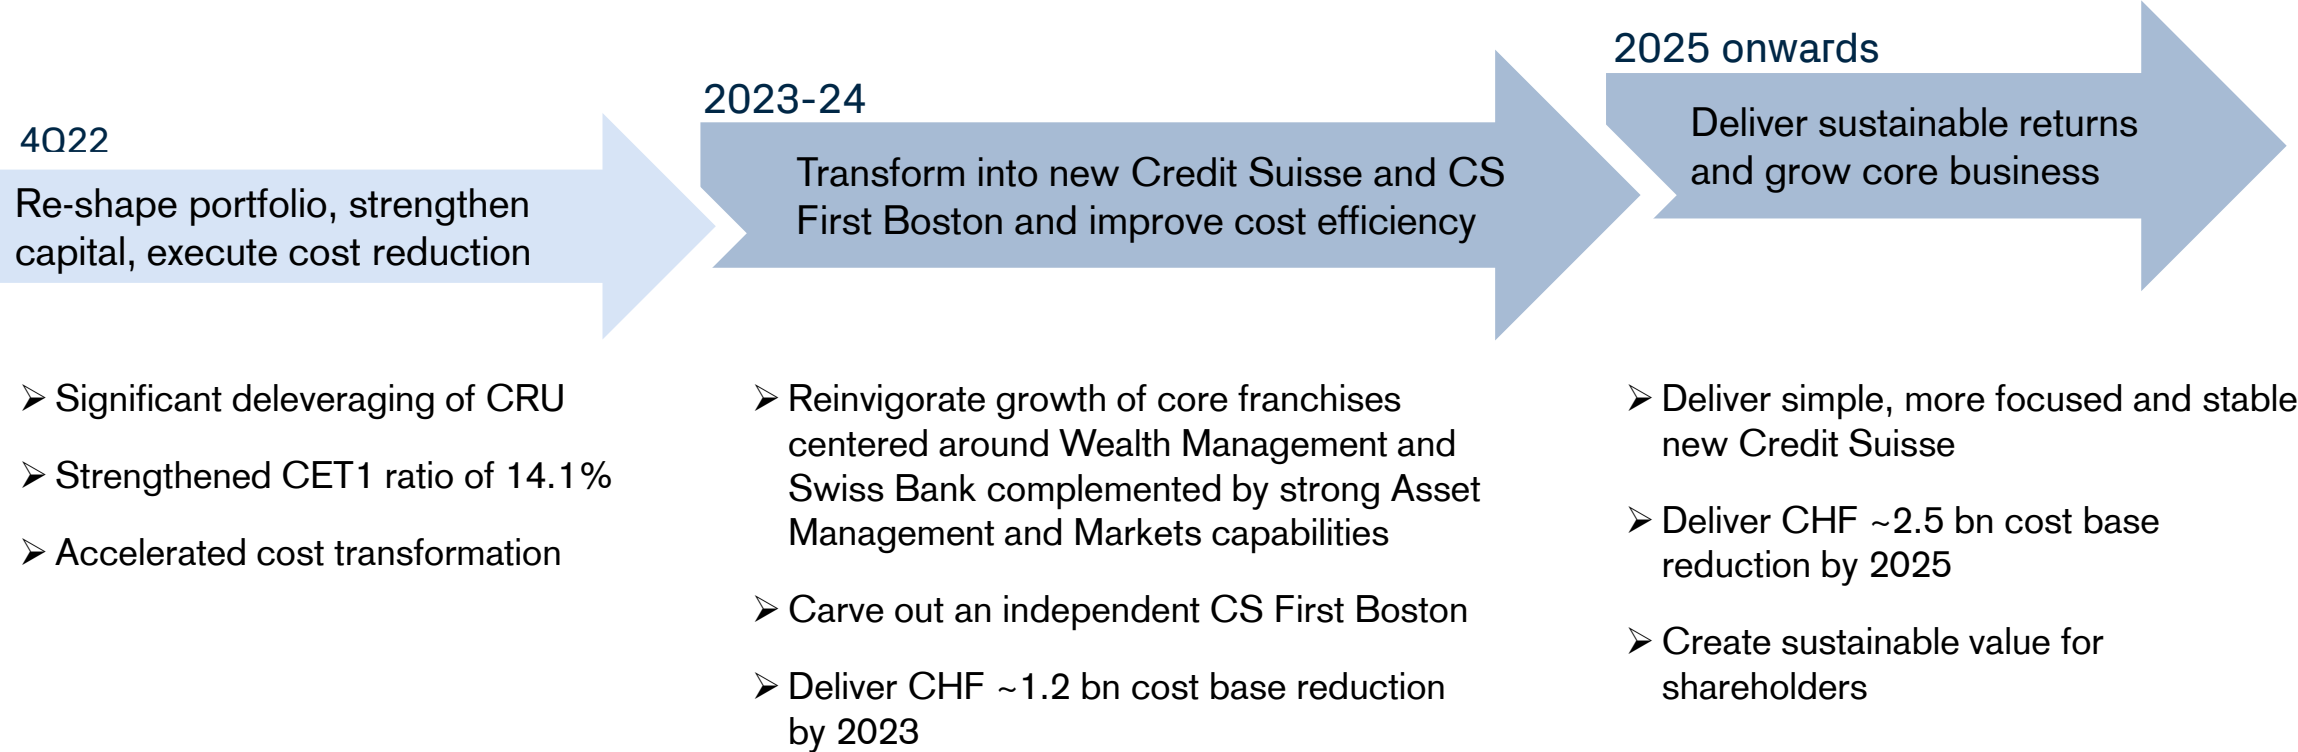 4Q22
Re-shape portfolio, strengthen
capital, execute cost reduction
➢ Significant deleveraging of CRU
➢ Strengthened CET1 ratio of 14.1%
➢ Accelerated cost transformation
2023-24
Transform into new Credit Suisse and CS
First Boston and improve cost efficiency
➢ Reinvigorate growth of core franchises
centered around Wealth Management and
Swiss Bank complemented by strong Asset
Management and Markets capabilities
➢ Carve out an independent CS First Boston
➢ Deliver CHF ~1.2 bn cost base reduction
by 2023
2025 onwards
Deliver sustainable returns
and grow core business
➢ Deliver simple, more focused and stable
new Credit Suisse
➢ Deliver CHF ~2.5 bn cost base
reduction by 2025
➢ Create sustainable value for
shareholders